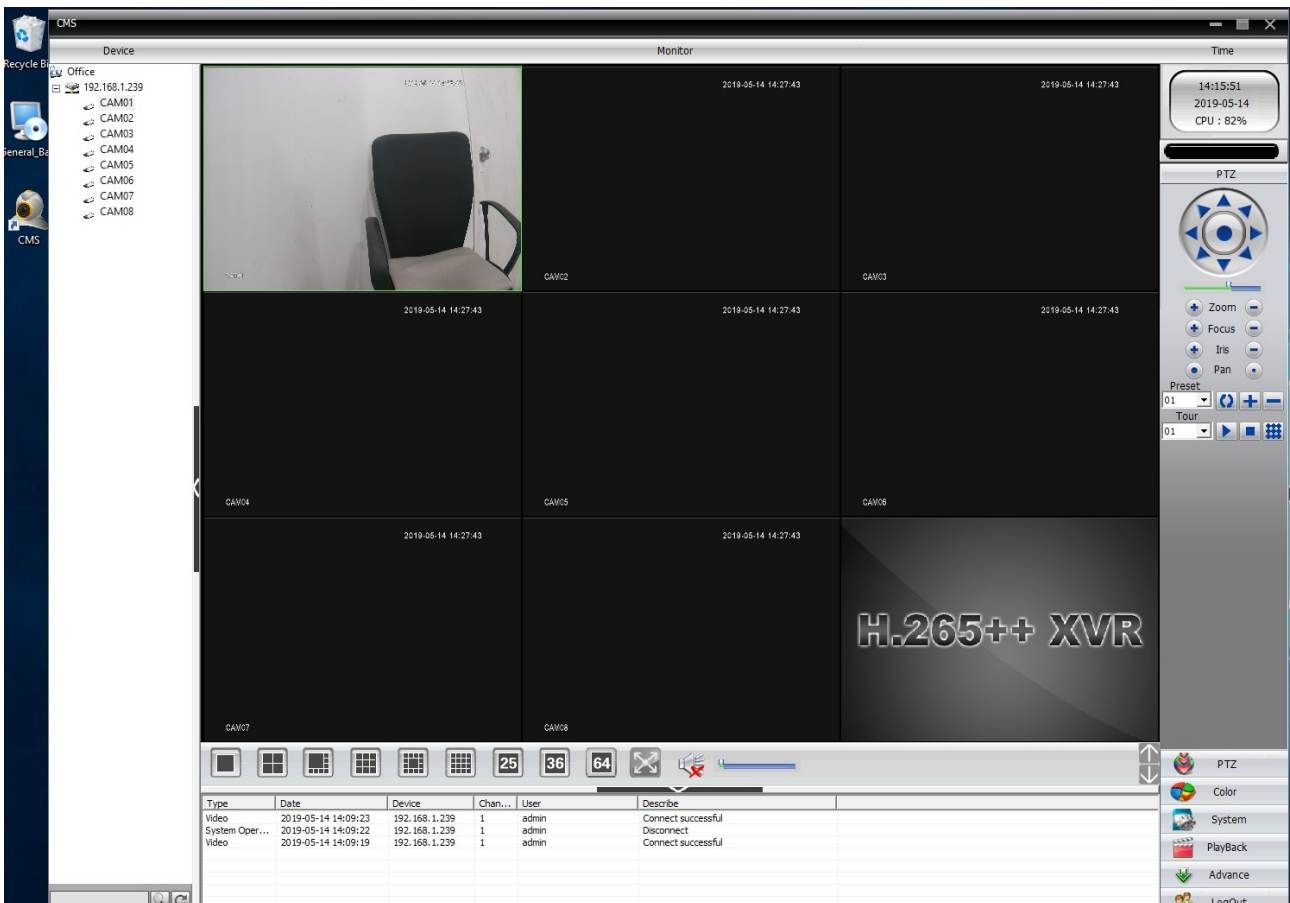 CMS
Device
Monitor
Time
Recycle
Office
192.168.1.239
CAM01
CAM02
CAM03
CAM04
CAM05
CAM06
CAM07
CAM08
CMS
2019-05-14 14:27:43
2019-05-14 14:27:43
CAM02
CAM03
2019-05-14 14:27:43
2019-05-14 14:27:43
2019-05-14 14:27:43
CAM04
CAM05
CAM06
2019-05-14 14:27:43
2019-05-14 14:27:43
H.265++ XVR
CAM07
CAM08
14:15:51
2019-05-14
CPU : 82%
PTZ
Zoom
Focus
Iris
Pan
Preset
01
Tour
01
25 36 64
Type Date Device Chan... User Describe
Video 2019-05-14 14:09:23 192.168.1.239 1 admin Connect successful
System Oper... 2019-05-14 14:09:22 192.168.1.239 1 admin Disconnect
Video 2019-05-14 14:09:19 192.168.1.239 1 admin Connect successful
PTZ
Color
System
PlayBack
Advance
LogOut